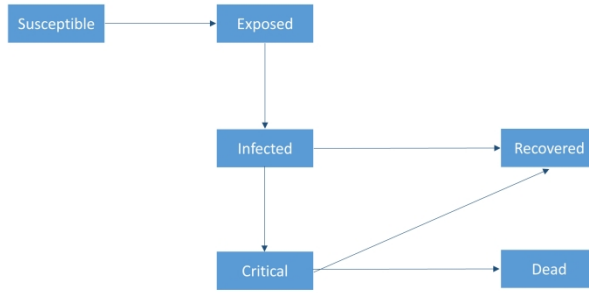 Susceptible
Exposed
Infected
Recovered
Critical
Dead